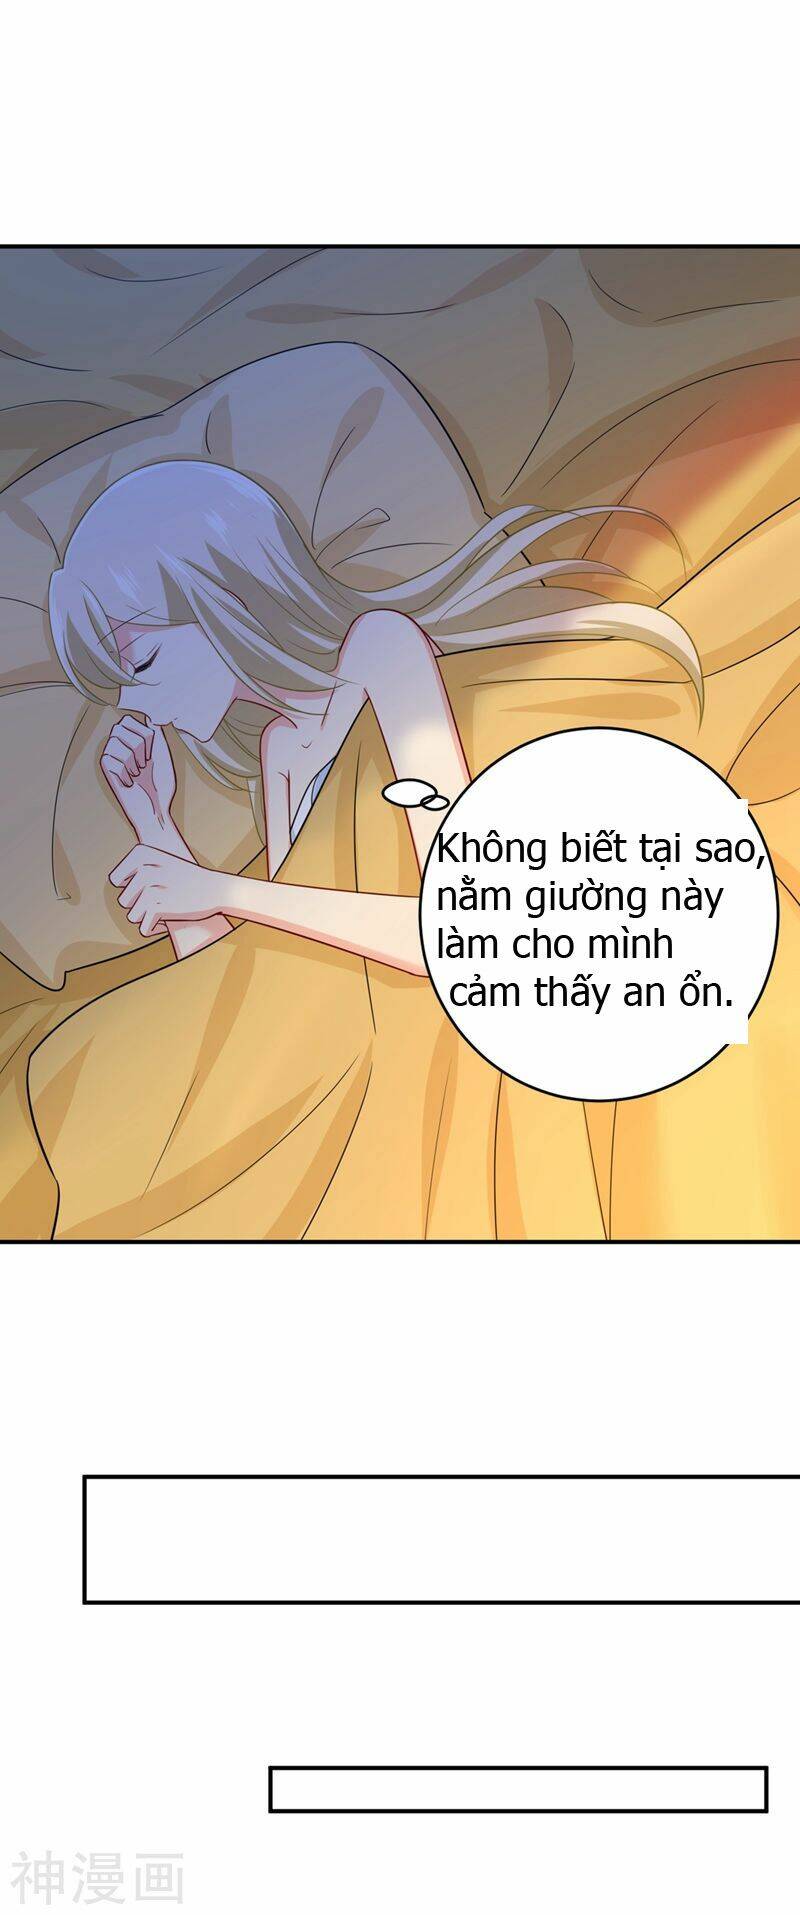 Không biết tại sao,
nằm giường này
làm cho mình
cảm thấy an ổn.
神漫画